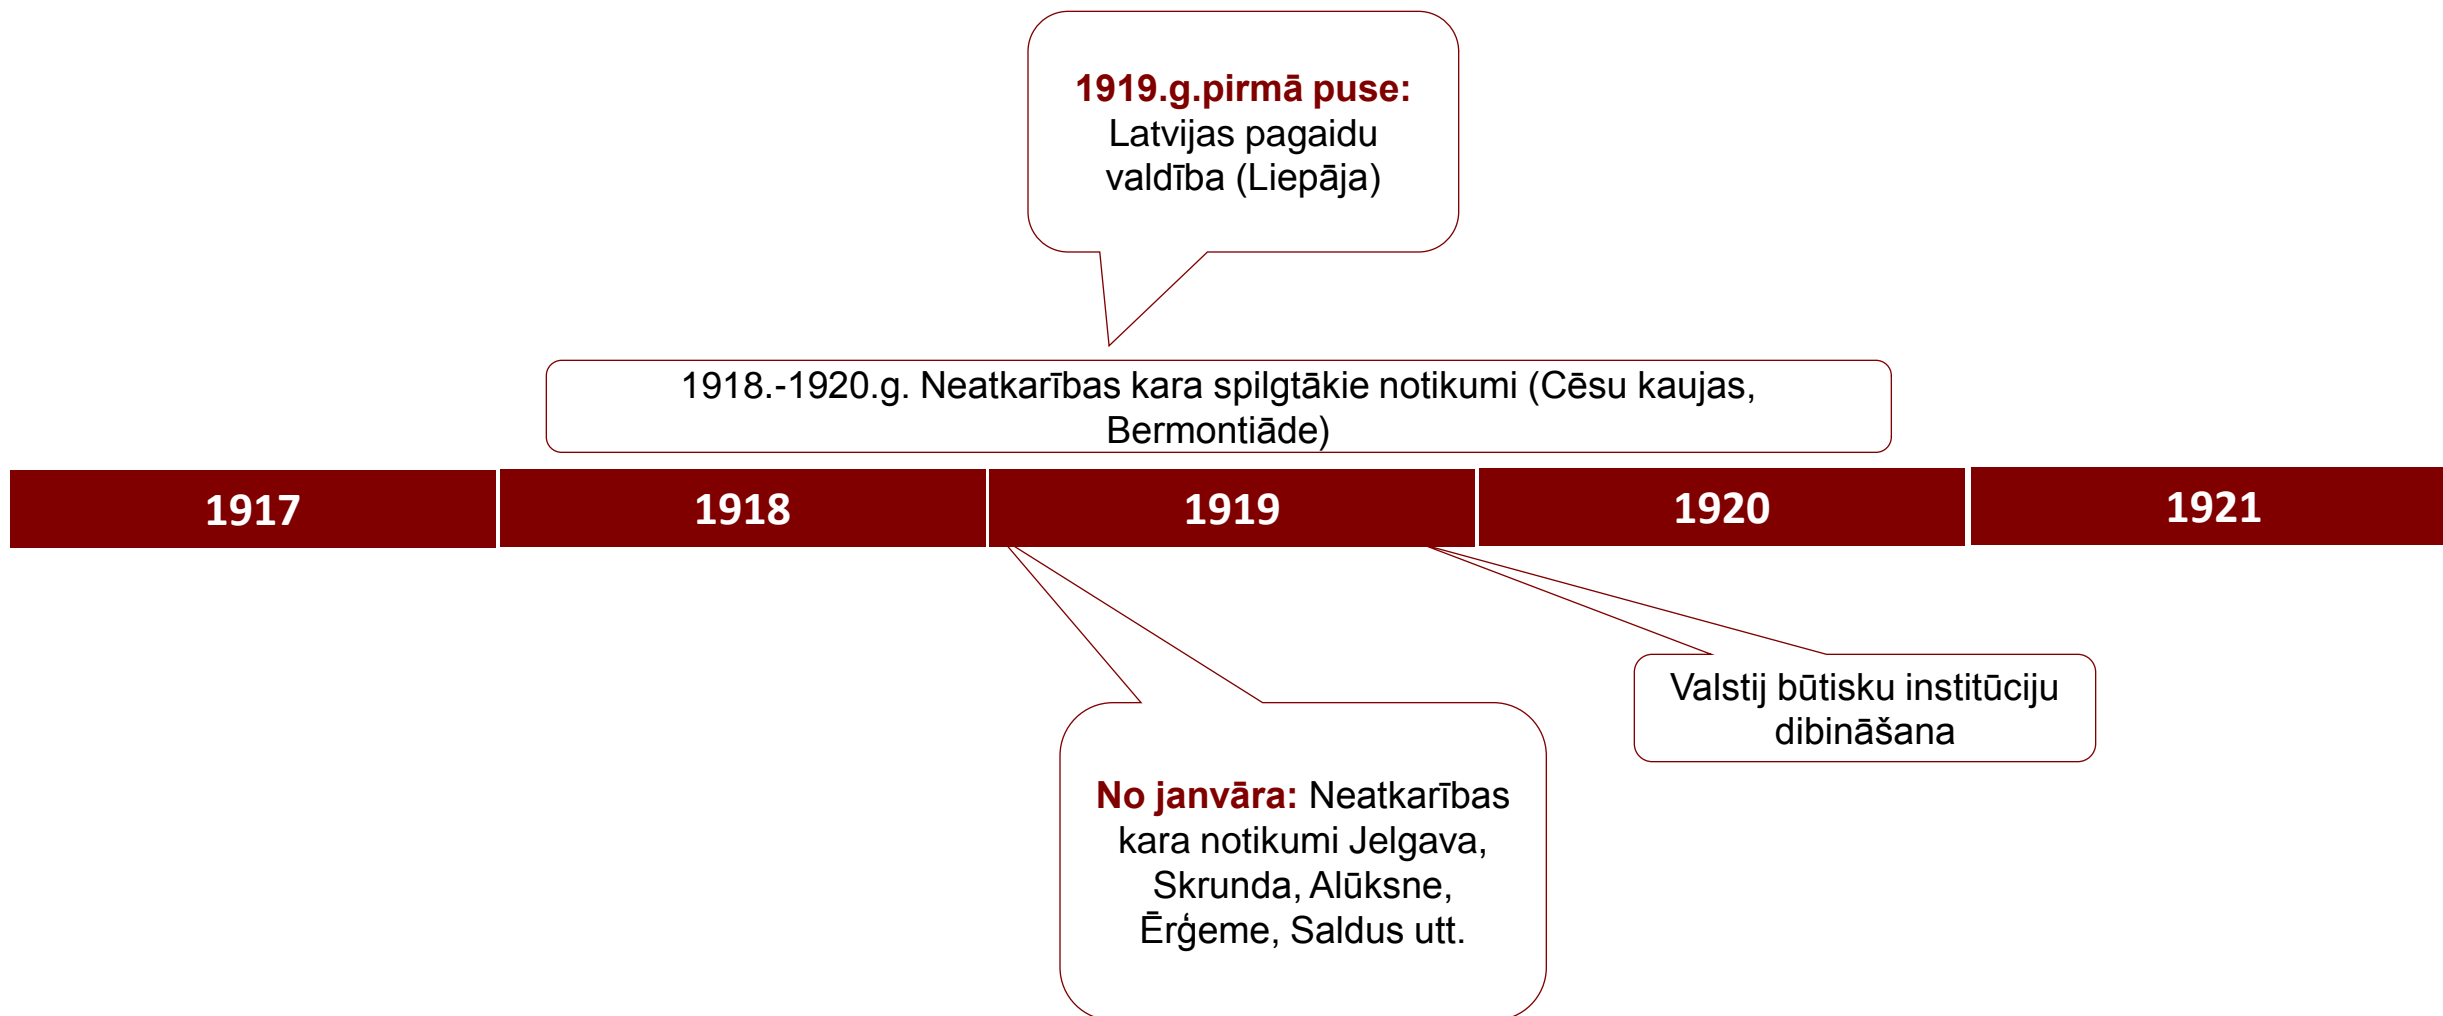 1919.g.pirmā puse:
Latvijas pagaidu
valdība (Liepāja)
1918.-1920.g. Neatkarības kara spilgtākie notikumi (Cēsu kaujas,
Bermontiāde)
1917
1918
1919
1920
1921
Valstij būtisku institūciju
dibināšana
No janvāra: Neatkarības
kara notikumi Jelgava,
Skrunda, Alūksne,
Ērģeme, Saldus utt.